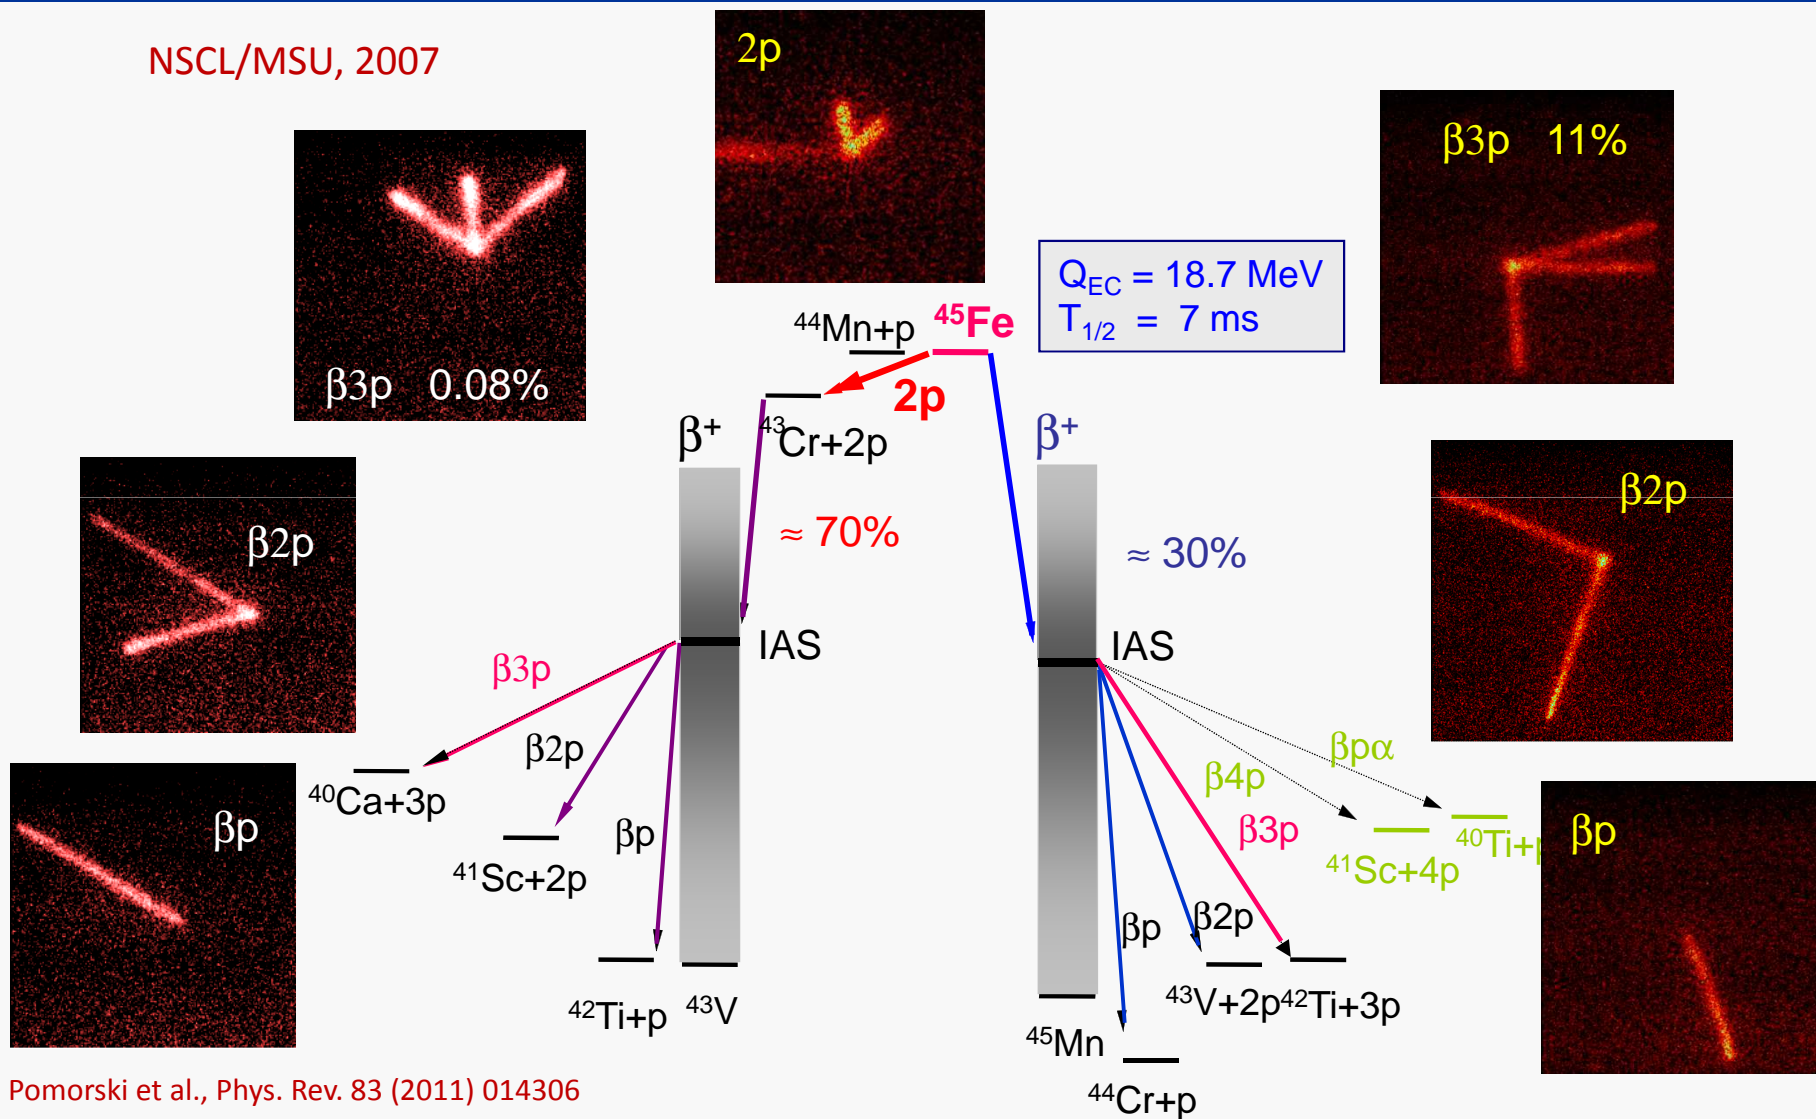 NSCL/MSU, 2007
2p
β3p 11%
β3p 0.08%
Q_EC = 18.7 MeV
T_1/2 = 7 ms
⁴⁴Mn+p
⁴⁵Fe
2p
⁴³Cr+2p
β⁺
β⁺
≈ 70%
≈ 30%
β2p
β2p
IAS
IAS
β3p
β2p
βp
⁴⁰Ca+3p
⁴¹Sc+2p
⁴²Ti+p
⁴³V
βp
βpα
β4p
β3p
β2p
βp
⁴⁰Ti+p
⁴¹Sc+4p
βp
⁴³V+2p
⁴²Ti+3p
⁴⁵Mn
⁴⁴Cr+p
Pomorski et al., Phys. Rev. 83 (2011) 014306